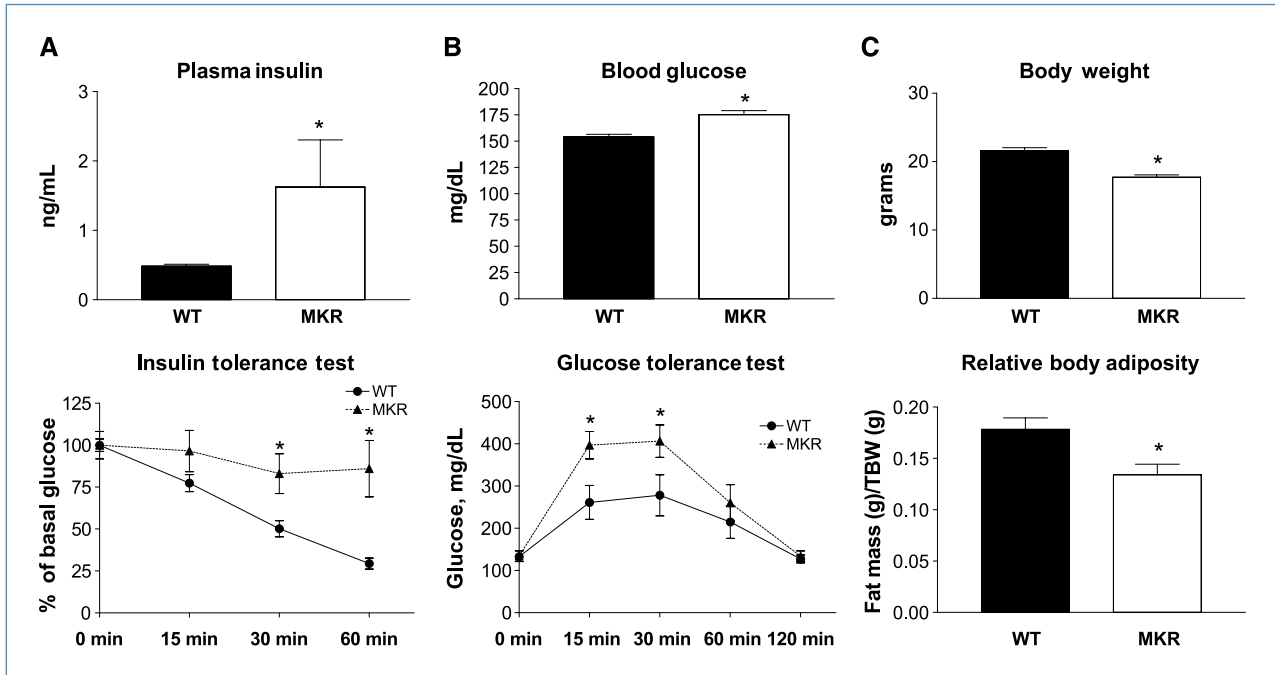 A
Plasma insulin
3
2
1
0
ng/mL
*
WT MKR
Insulin tolerance test
WT
MKR
125
100
75
50
25
0
% of basal glucose
* *
0 min 15 min 30 min 60 min
B
Blood glucose
200
175
150
125
100
75
50
25
0
mg/dL
*
WT MKR
Glucose tolerance test
WT
MKR
500
400
300
200
100
0
Glucose, mg/dL
* *
0 min 15 min 30 min 60 min 120 min
C
Body weight
30
20
10
0
grams
*
WT MKR
Relative body adiposity
0.20
0.15
0.10
0.05
0.00
Fat mass (g)/TBW (g)
*
WT MKR